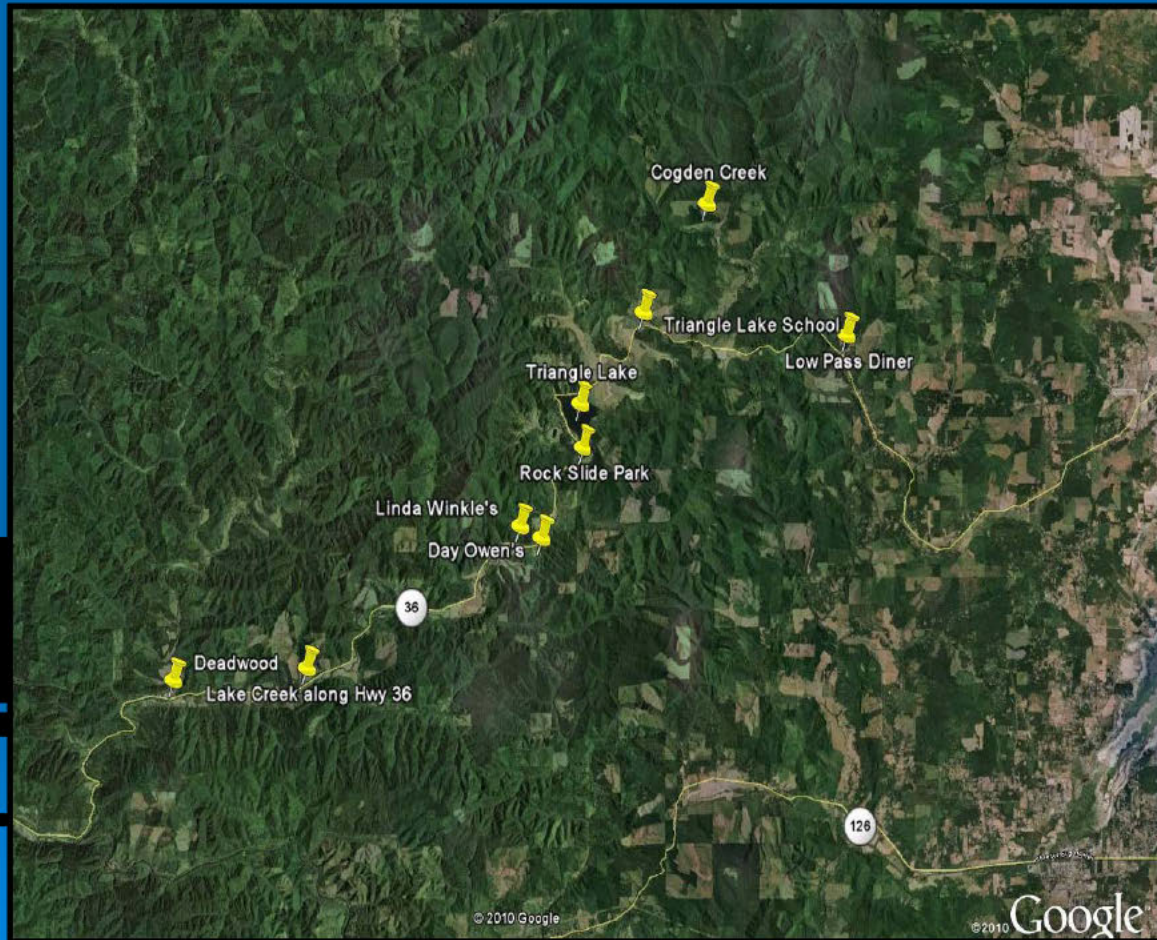 Cogden Creek
Triangle Lake School
Low Pass Diner
Triangle Lake
Rock Slide Park
Linda Winkle's
Day Owen's
36
Deadwood
Lake Creek along Hwy 36
126
© 2010 Google
©2010 Google